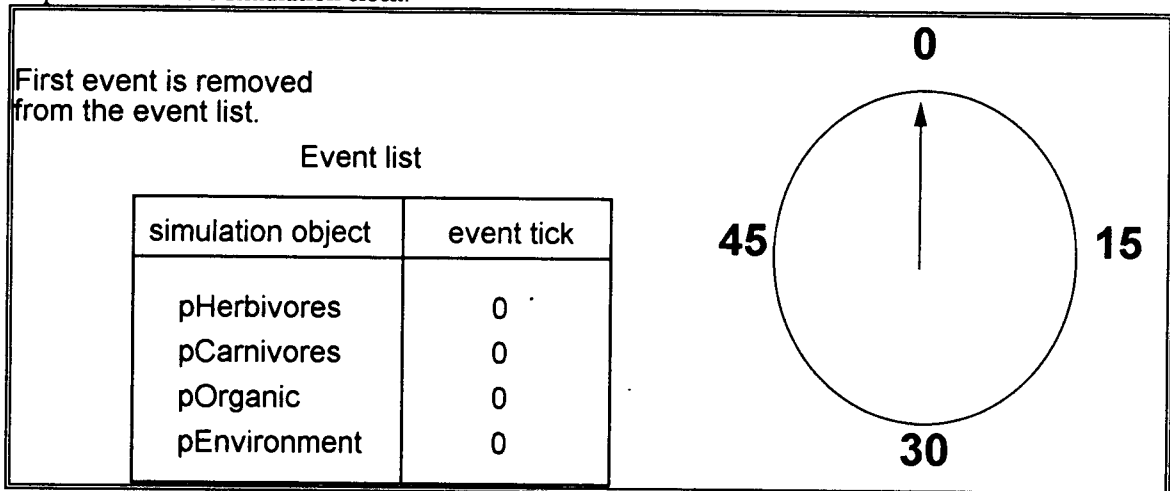 First event is removed
from the event list.
Event list
simulation object event tick
pHerbivores 0
pCarnivores 0
pOrganic 0
pEnvironment 0
0
45 15
30